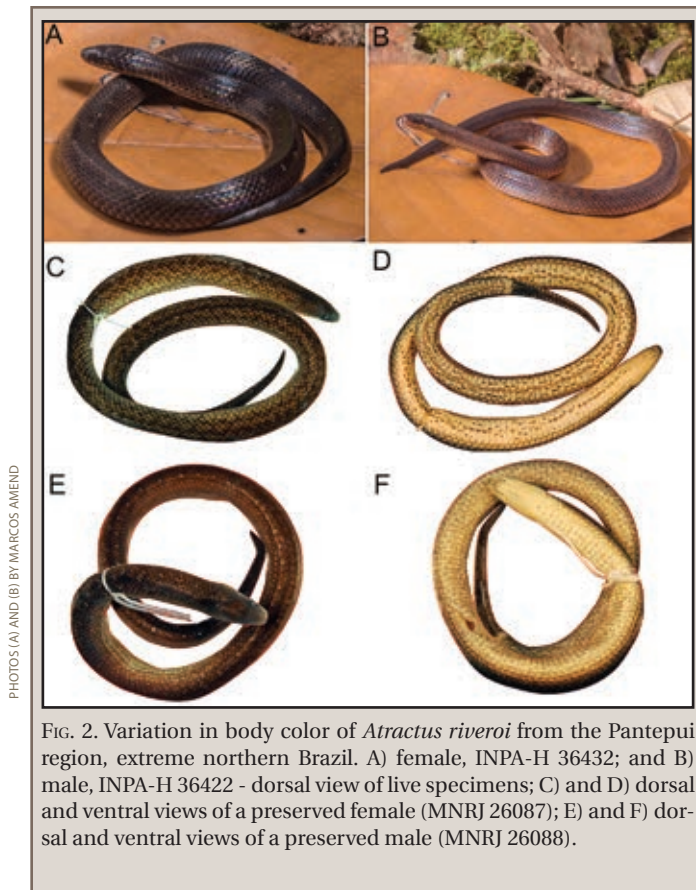 A
B
C
D
E
F
PHOTOS (A) AND (B) BY MARCOS AMEND
FIG. 2. Variation in body color of Atractus riveroi from the Pantepui
region, extreme northern Brazil. A) female, INPA-H 36432; and B)
male, INPA-H 36422 - dorsal view of live specimens; C) and D) dorsal
and ventral views of a preserved female (MNRJ 26087); E) and F) dor-
sal and ventral views of a preserved male (MNRJ 26088).